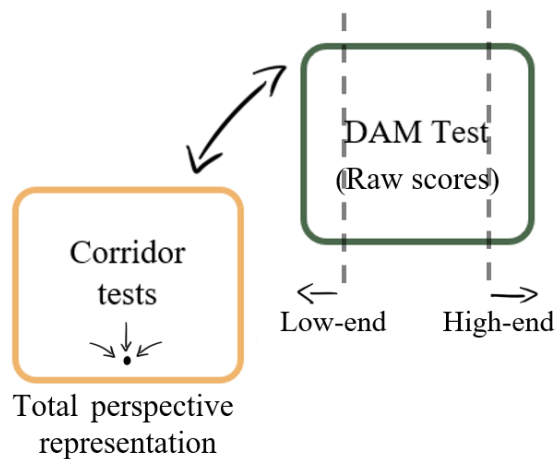 DAM Test
(Raw scores)
Low-end
High-end
Corridor
tests
Total perspective
representation